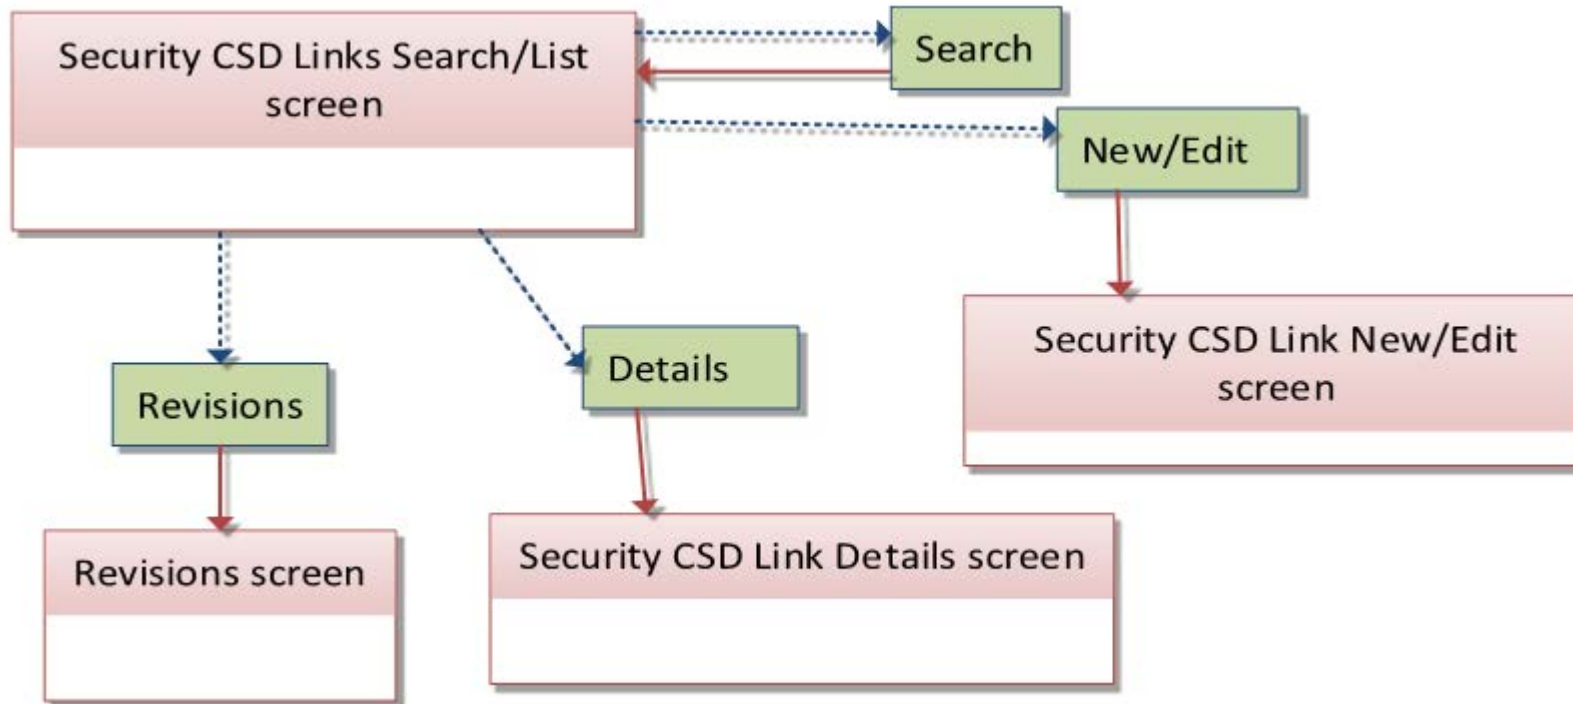 Security CSD Links Search/List
screen
Search
New/Edit
Security CSD Link New/Edit
screen
Details
Revisions
Security CSD Link Details screen
Revisions screen